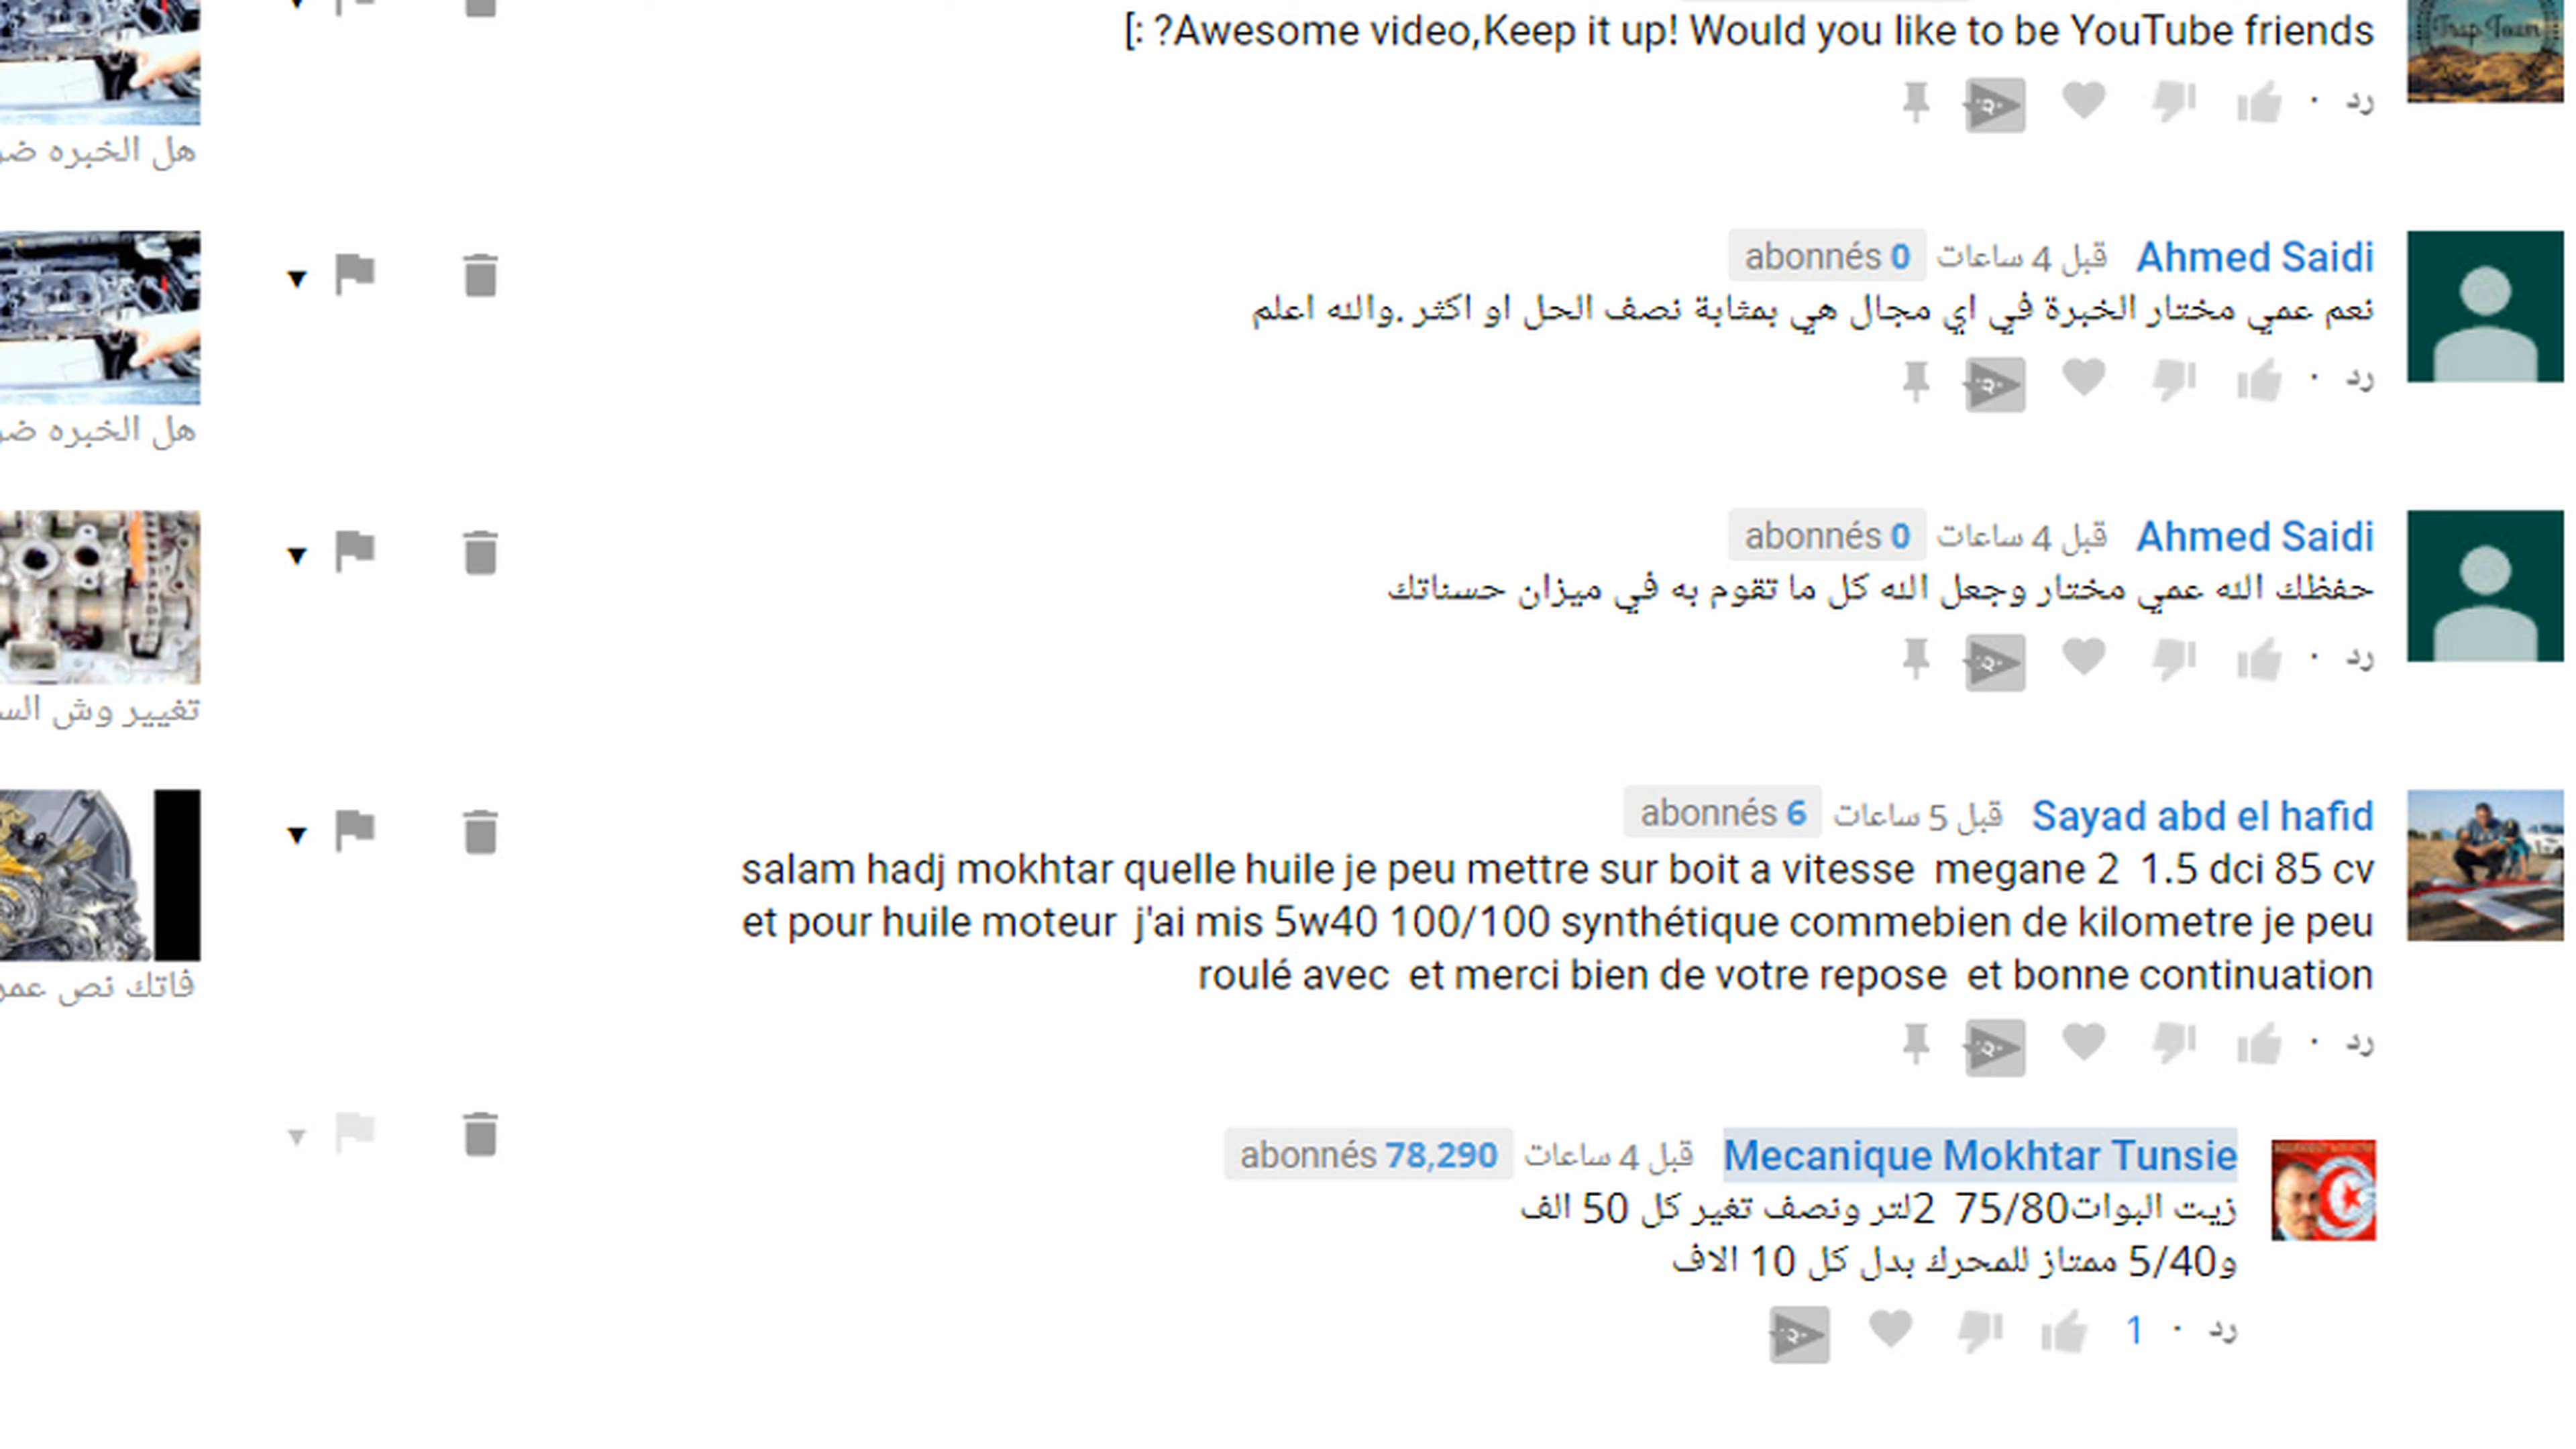 Awesome video,Keep it up! Would you like to be YouTube friends? :]
رد ·
هل الخبره
Ahmed Saidi قبل 4 ساعات 0 abonnés
نعم عمي مختار الخبرة في اي مجال هي بمثابة نصف الحل او اكثر .والله اعلم
رد ·
هل الخبره
Ahmed Saidi قبل 4 ساعات 0 abonnés
حفظك الله عمي مختار وجعل الله كل ما تقوم به في ميزان حسناتك
رد ·
تغيير وش
Sayad abd el hafid قبل 5 ساعات 6 abonnés
salam hadj mokhtar quelle huile je peu mettre sur boit a vitesse megane 2 1.5 dci 85 cv
et pour huile moteur j'ai mis 5w40 100/100 synthétique commebien de kilometre je peu
roulé avec et merci bien de votre repose et bonne continuation
رد ·
فاتك نص
Mecanique Mokhtar Tunsie قبل 4 ساعات 78,290 abonnés
زيت البوات75/80 2لتر ونصف تغير كل 50 الف
و5/40 ممتاز للمحرك بدل كل 10 الاف
رد · 1